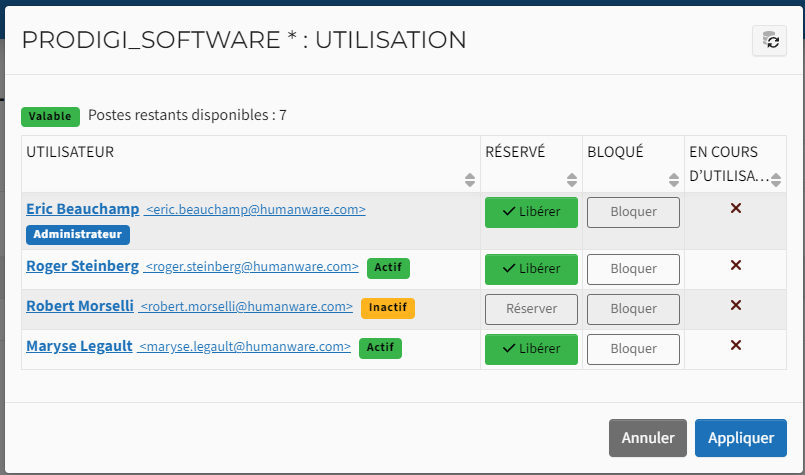 PRODIGI_SOFTWARE * : UTILISATION
Valable Postes restants disponibles : 7
UTILISATEUR RÉSERVÉ BLOQUÉ EN COURS D’UTILISA…
Eric Beauchamp <eric.beauchamp@humanware.com> Libérer Bloquer
Administrateur
Roger Steinberg <roger.steinberg@humanware.com> Actif Libérer Bloquer
Robert Morselli <robert.morselli@humanware.com> Inactif Réserver Bloquer
Maryse Legault <maryse.legault@humanware.com> Actif Libérer Bloquer
Annuler Appliquer